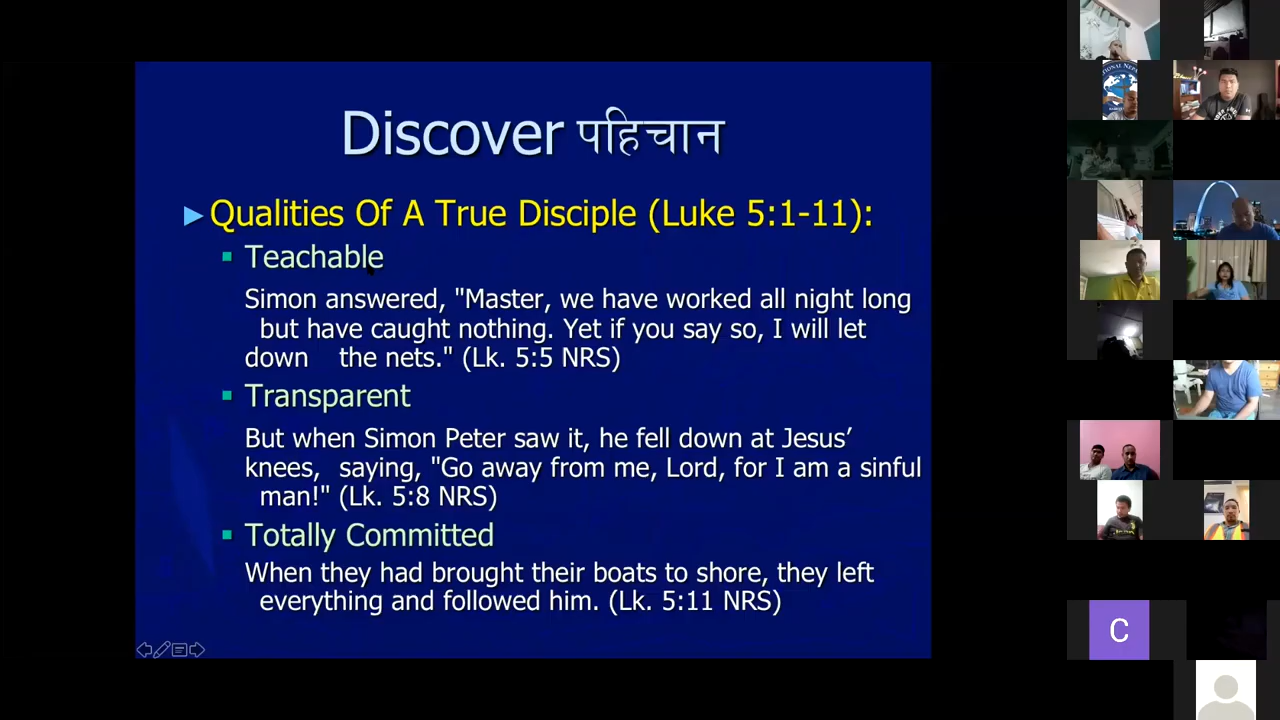 Discover पहिचान
Qualities Of A True Disciple (Luke 5:1-11):
Teachable
Simon answered, "Master, we have worked all night long
but have caught nothing. Yet if you say so, I will let
down the nets." (Lk. 5:5 NRS)
Transparent
But when Simon Peter saw it, he fell down at Jesus’
knees, saying, "Go away from me, Lord, for I am a sinful
man!" (Lk. 5:8 NRS)
Totally Committed
When they had brought their boats to shore, they left
everything and followed him. (Lk. 5:11 NRS)
C